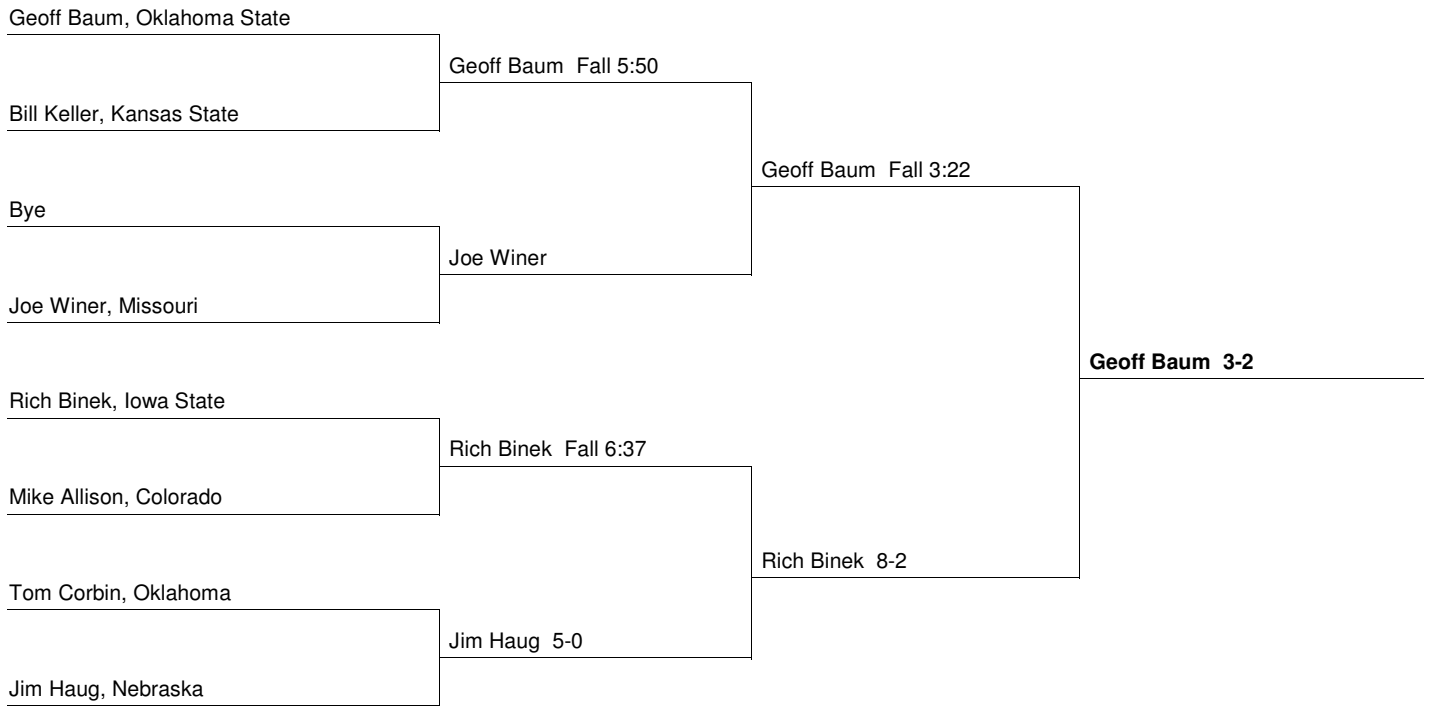 Geoff Baum, Oklahoma State
Geoff Baum  Fall 5:50
Bill Keller, Kansas State
Geoff Baum  Fall 3:22
Bye
Joe Winer
Joe Winer, Missouri
Geoff Baum  3-2
Rich Binek, Iowa State
Rich Binek  Fall 6:37
Mike Allison, Colorado
Rich Binek  8-2
Tom Corbin, Oklahoma
Jim Haug  5-0
Jim Haug, Nebraska